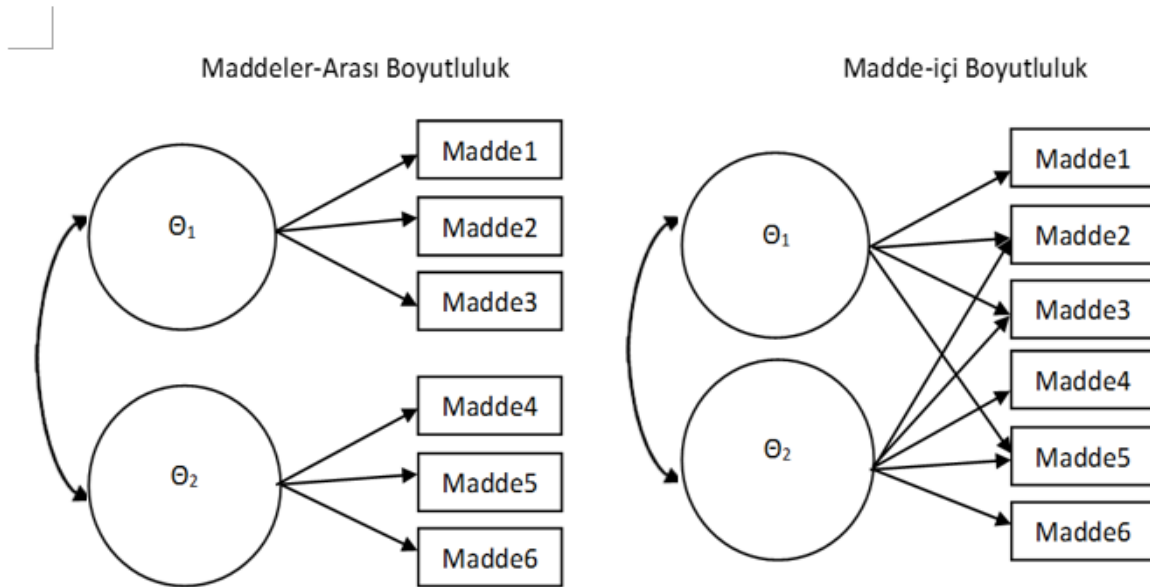 Maddeler-Arası Boyutluluk
Θ₁
Madde1
Madde2
Madde3
Θ₂
Madde4
Madde5
Madde6
Madde-içi Boyutluluk
Θ₁
Madde1
Madde2
Madde3
Θ₂
Madde4
Madde5
Madde6